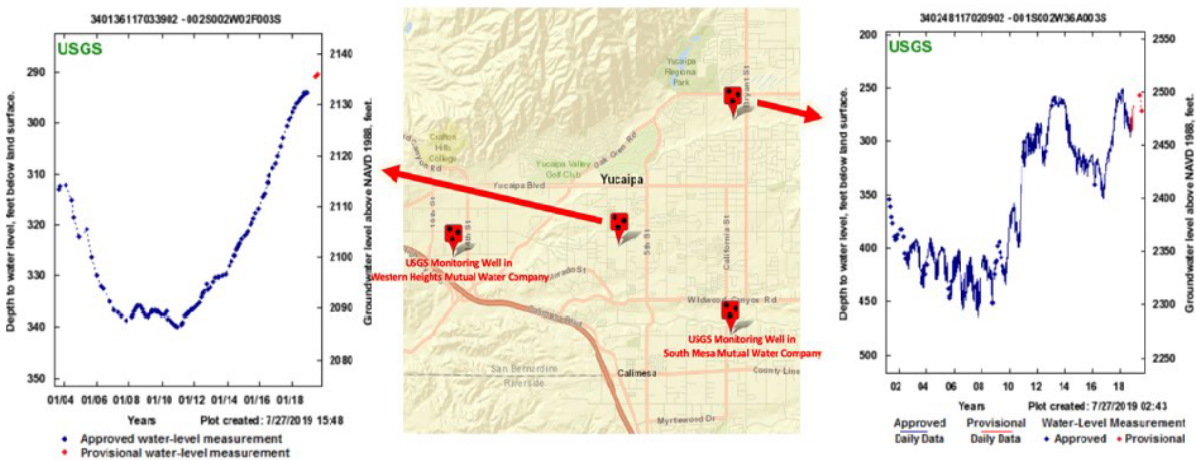 340136117033902 - 002S002W02F003S
USGS
Depth to water level, feet below land surface.
290
300
310
320
330
340
350
2140
2130
2120
2110
2100
2090
2080
Groundwater level above NAVD 1988, feet.
01/04 01/06 01/08 01/10 01/12 01/14 01/16 01/18
Years
Plot created: 7/27/2019 15:48
Approved water-level measurement
Provisional water-level measurement
Yucaipa
Regional
Park
Bryant St
Crafton
Hills
College
Oak Glen Rd
Yucaipa Valley
Golf Club
Yucaipa Blvd
Yucaipa
16th St
5th St
California St
USGS Monitoring Well in
Western Heights Mutual Water Company
Wildwood Canyon Rd
USGS Monitoring Well in
South Mesa Mutual Water Company
San Bernardino
Riverside
Calimesa
County Line
Myrtlewood Dr
340248117020902 - 001S002W36A003S
USGS
Depth to water level, feet below land surface.
200
250
300
350
400
450
500
2550
2500
2450
2400
2350
2300
2250
Groundwater level above NAVD 1988, feet.
02 04 06 08 10 12 14 16 18
Years
Plot created: 7/27/2019 02:43
Approved Provisional Water-Level Measurement
Daily Data Daily Data Approved Provisional